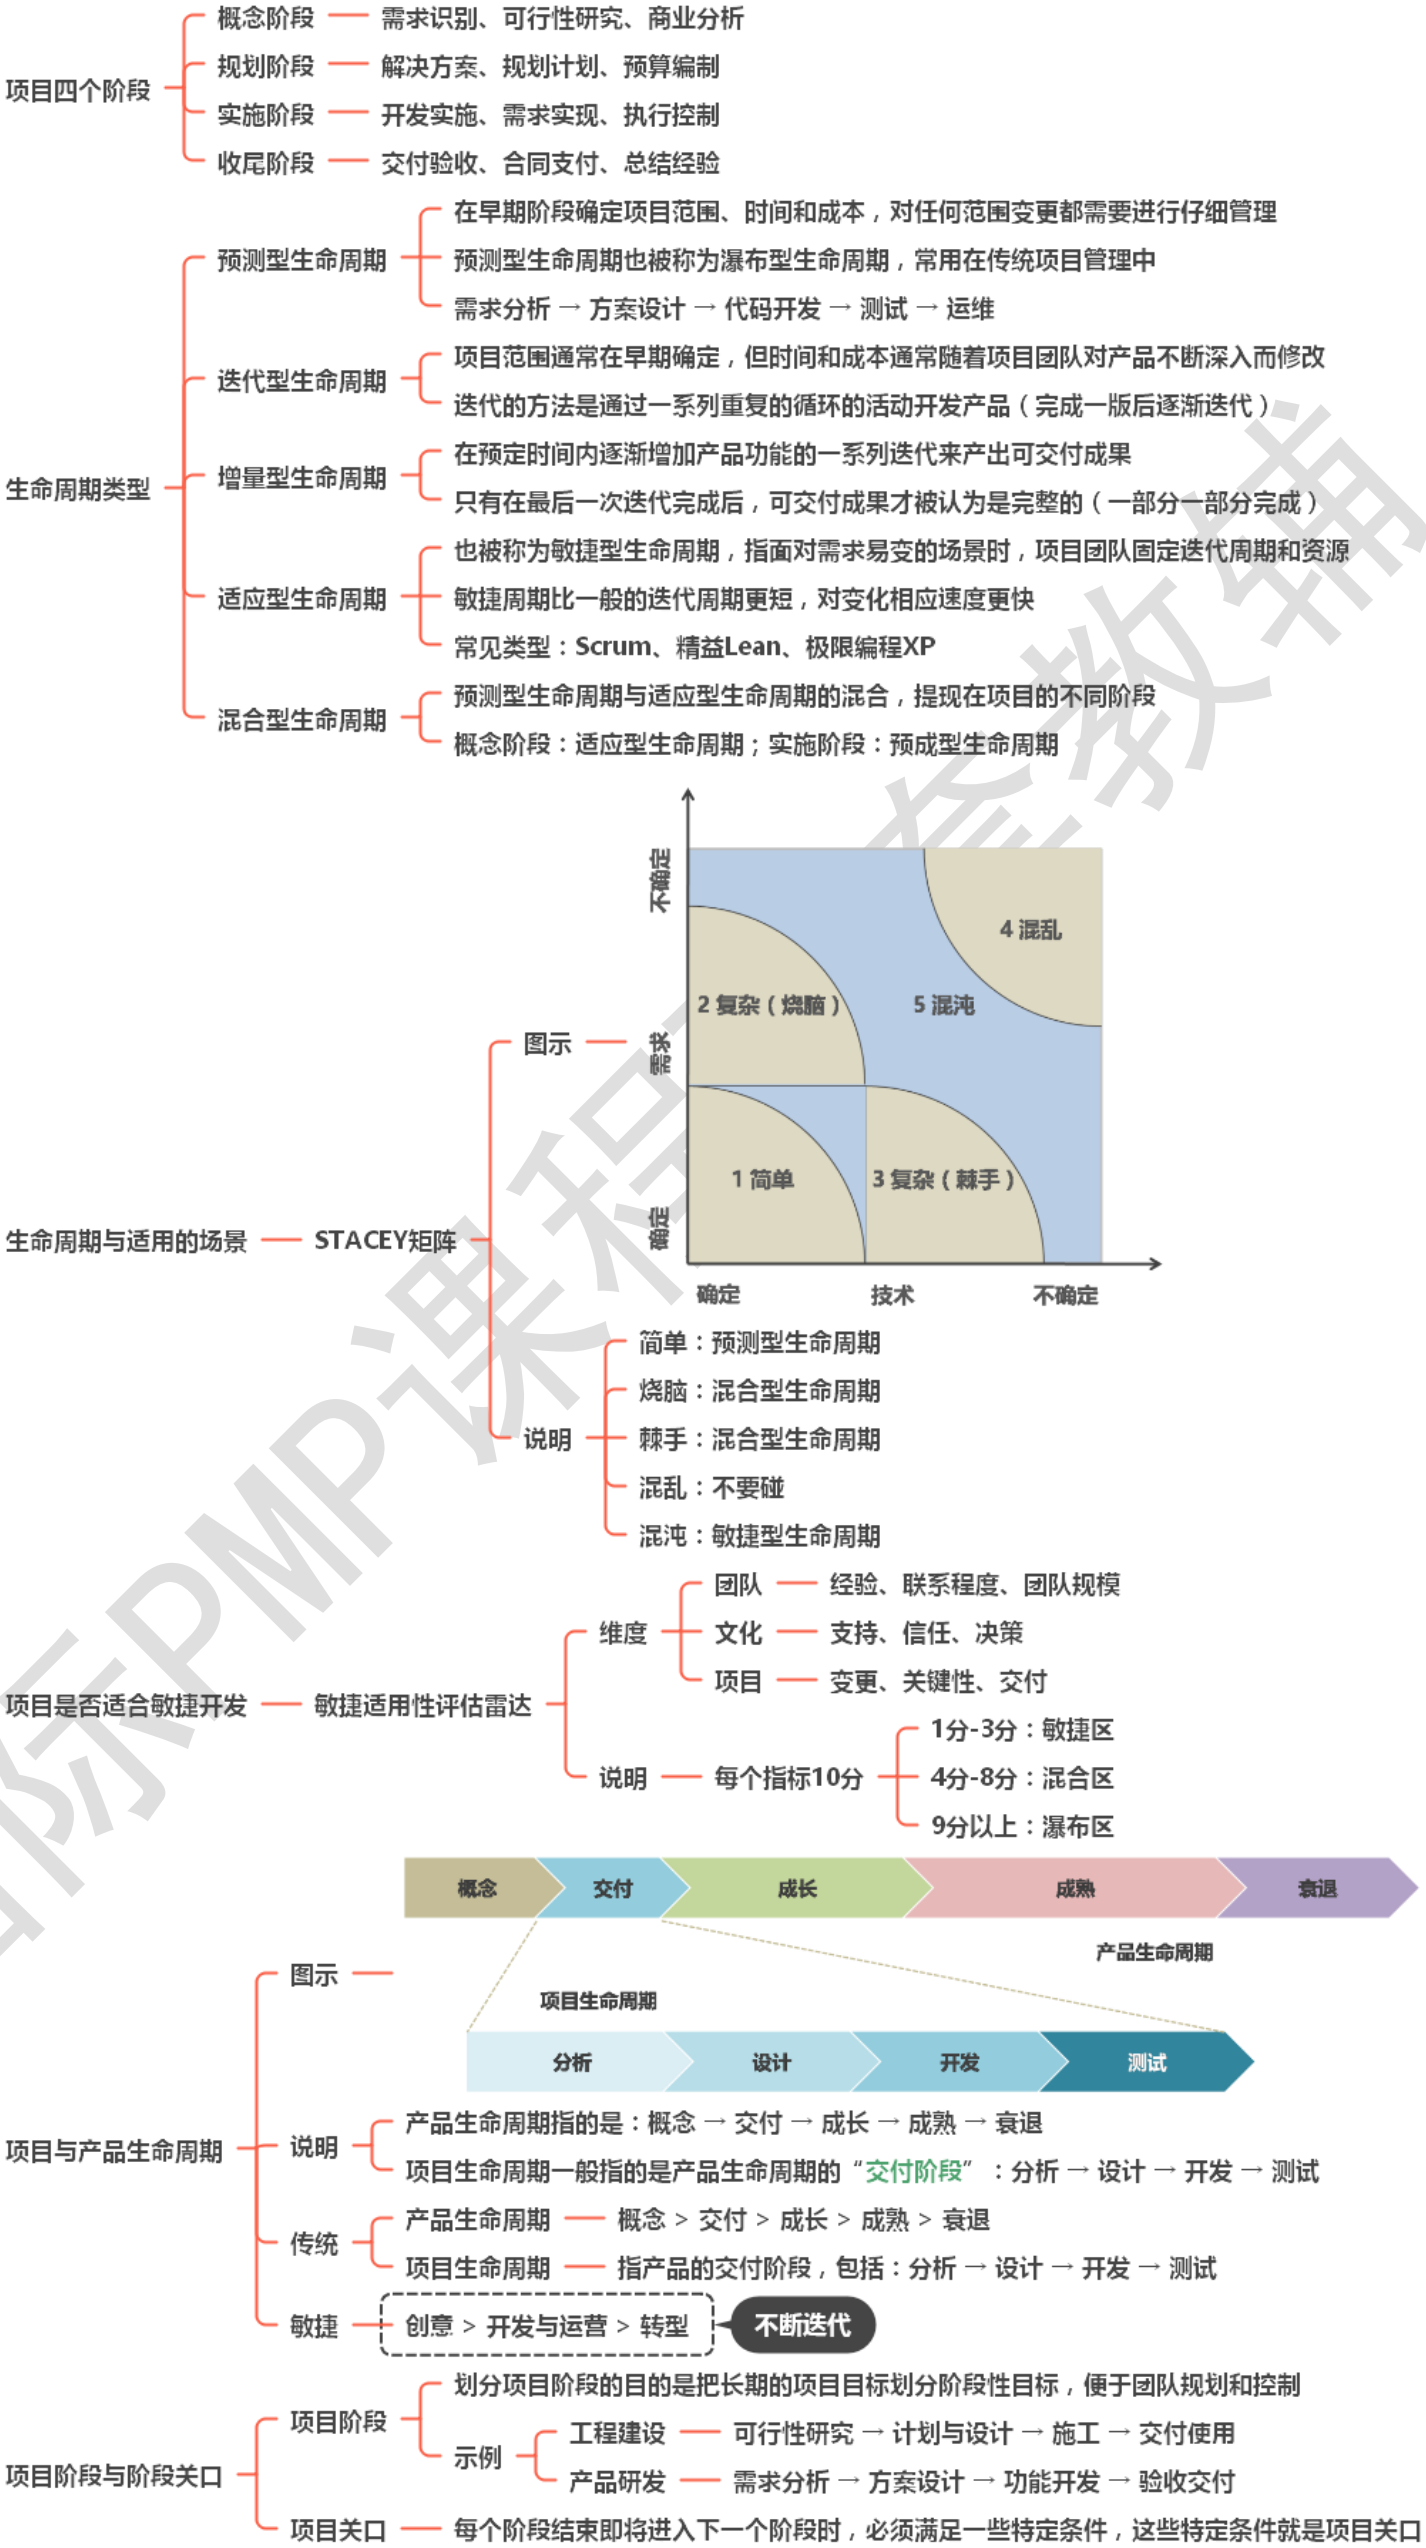 项目四个阶段
概念阶段 需求识别、可行性研究、商业分析
规划阶段 解决方案、规划计划、预算编制
实施阶段 开发实施、需求实现、执行控制
收尾阶段 交付验收、合同支付、总结经验
生命周期类型
预测型生命周期
在早期阶段确定项目范围、时间和成本，对任何范围变更都需要进行仔细管理
预测型生命周期也被称为瀑布型生命周期，常用在传统项目管理中
需求分析 → 方案设计 → 代码开发 → 测试 → 运维
迭代型生命周期
项目范围通常在早期确定，但时间和成本通常随着项目团队对产品不断深入而修改
迭代的方法是通过一系列重复的循环的活动开发产品（完成一版后逐渐迭代）
增量型生命周期
在预定时间内逐渐增加产品功能的一系列迭代来产出可交付成果
只有在最后一次迭代完成后，可交付成果才被认为是完整的（一部分一部分完成）
适应型生命周期
也被称为敏捷型生命周期，指面对需求易变的场景时，项目团队固定迭代周期和资源
敏捷周期比一般的迭代周期更短，对变化相应速度更快
常见类型：Scrum、精益Lean、极限编程XP
混合型生命周期
预测型生命周期与适应型生命周期的混合，提现在项目的不同阶段
概念阶段：适应型生命周期；实施阶段：预成型生命周期
生命周期与适用的场景
STACEY矩阵
图示
不确定
需求
确定
4 混乱
2 复杂（烧脑）
5 混沌
1 简单
3 复杂（棘手）
确定 技术 不确定
说明
简单：预测型生命周期
烧脑：混合型生命周期
棘手：混合型生命周期
混乱：不要碰
混沌：敏捷型生命周期
项目是否适合敏捷开发
敏捷适用性评估雷达
维度
团队 经验、联系程度、团队规模
文化 支持、信任、决策
项目 变更、关键性、交付
说明
每个指标10分
1分-3分：敏捷区
4分-8分：混合区
9分以上：瀑布区
项目与产品生命周期
图示
概念 交付 成长 成熟 衰退
产品生命周期
项目生命周期
分析 设计 开发 测试
说明
产品生命周期指的是：概念 → 交付 → 成长 → 成熟 → 衰退
项目生命周期一般指的是产品生命周期的“交付阶段”：分析 → 设计 → 开发 → 测试
传统
产品生命周期 概念 > 交付 > 成长 > 成熟 > 衰退
项目生命周期 指产品的交付阶段，包括：分析 → 设计 → 开发 → 测试
敏捷
创意 > 开发与运营 > 转型
不断迭代
项目阶段与阶段关口
项目阶段
划分项目阶段的目的是把长期的项目目标划分阶段性目标，便于团队规划和控制
示例
工程建设 可行性研究 → 计划与设计 → 施工 → 交付使用
产品研发 需求分析 → 方案设计 → 功能开发 → 验收交付
项目关口 每个阶段结束即将进入下一个阶段时，必须满足一些特定条件，这些特定条件就是项目关口
际PMP课程
教辅